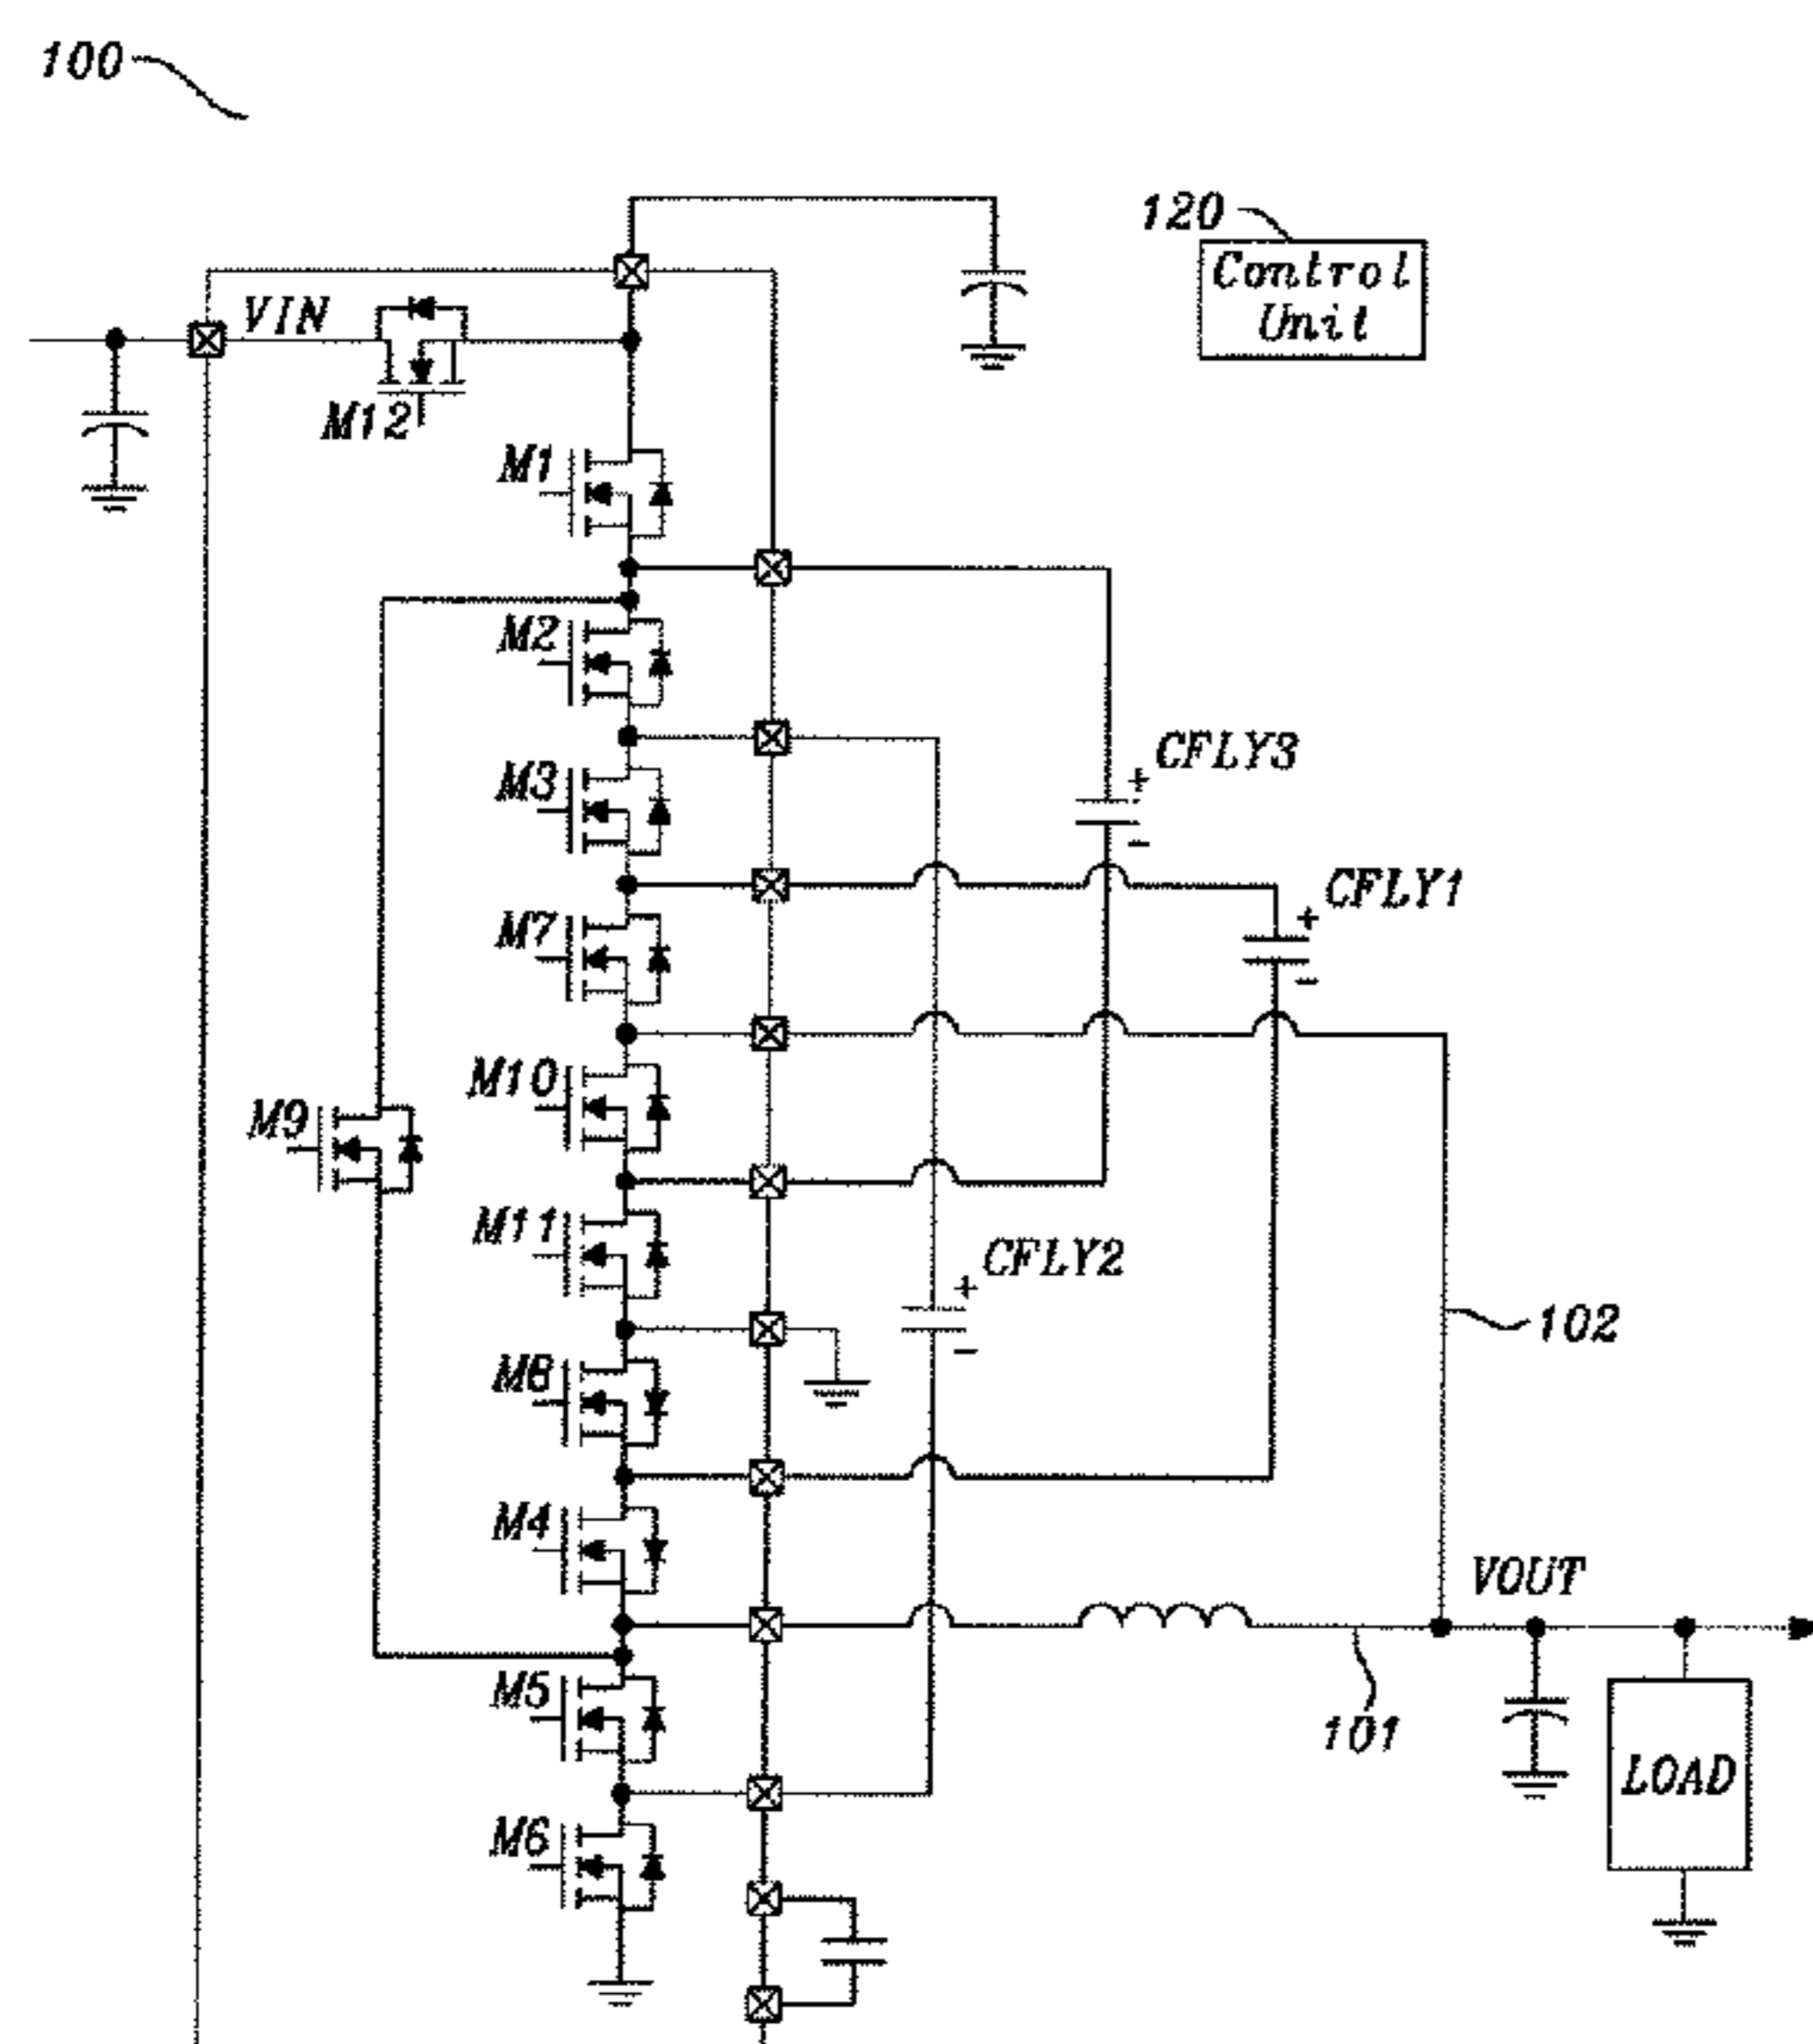 100
120
Control
Unit
VIN
M12
M1
M2
CFLY3
+
-
M3
CFLY1
+
-
M7
M10
M9
M11
CFLY2
+
-
102
M8
M4
VOUT
M5
101
LOAD
M6